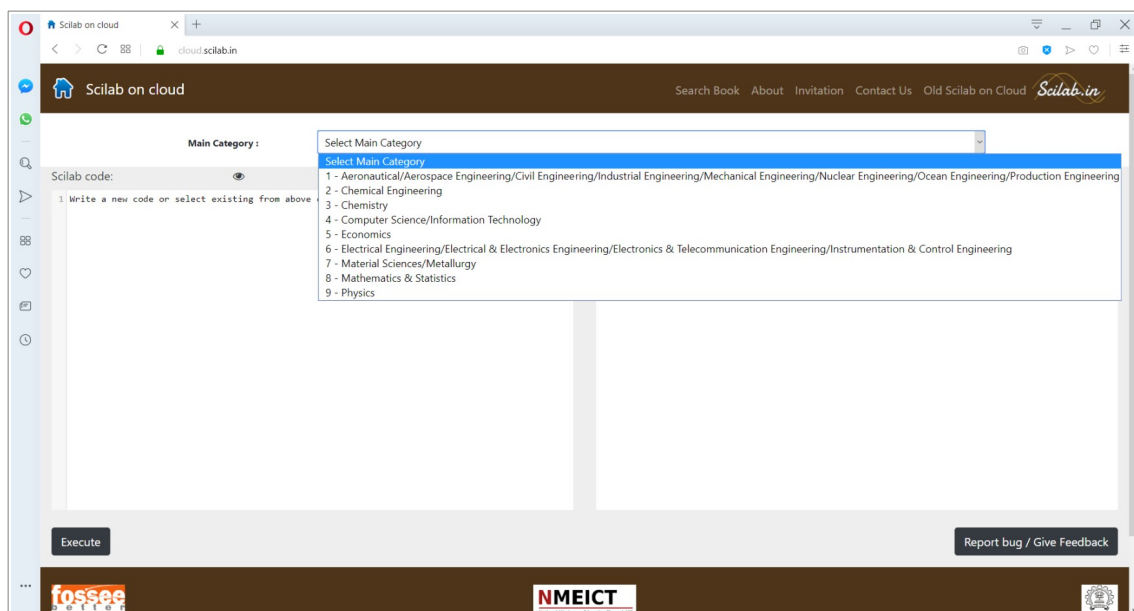 Scilab on cloud
cloud.scilab.in
Scilab on cloud
Search Book About Invitation Contact Us Old Scilab on Cloud Scilab.in
Main Category :
Select Main Category
Select Main Category
1 - Aeronautical/Aerospace Engineering/Civil Engineering/Industrial Engineering/Mechanical Engineering/Nuclear Engineering/Ocean Engineering/Production Engineering
2 - Chemical Engineering
3 - Chemistry
4 - Computer Science/Information Technology
5 - Economics
6 - Electrical Engineering/Electrical & Electronics Engineering/Electronics & Telecommunication Engineering/Instrumentation & Control Engineering
7 - Material Sciences/Metallurgy
8 - Mathematics & Statistics
9 - Physics
Scilab code:
1 Write a new code or select existing from above
Execute
Report bug / Give Feedback
fossee
NMEICT